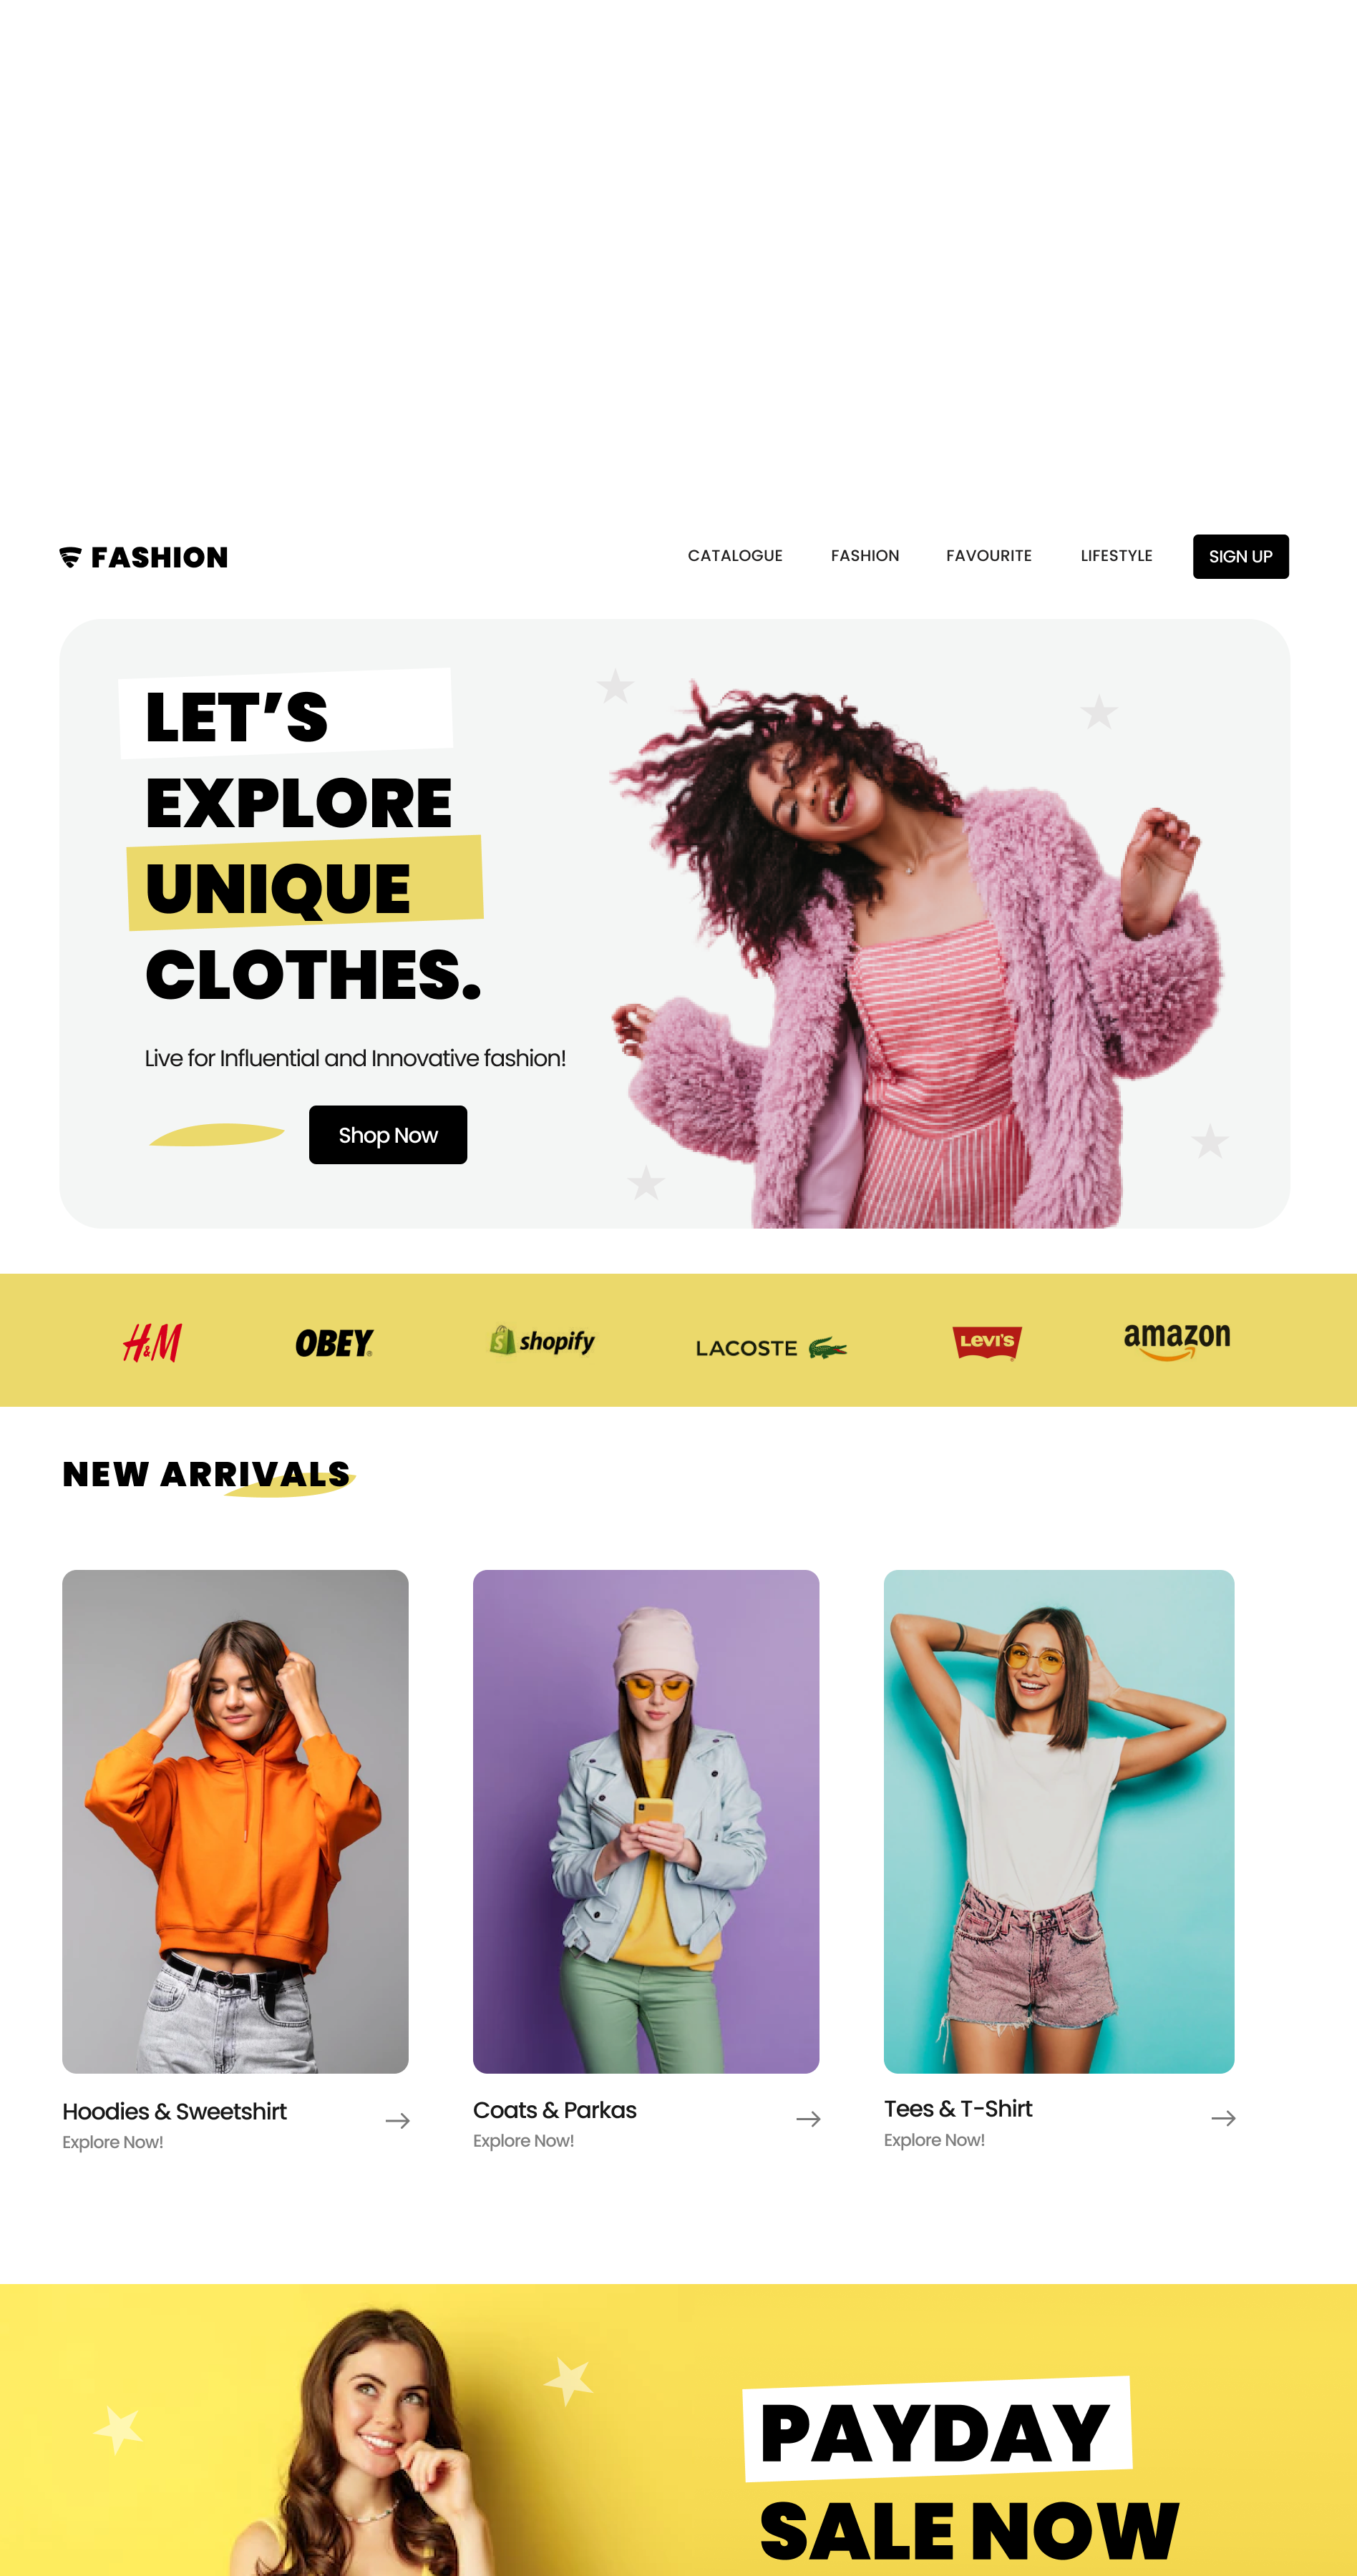 FASHION
CATALOGUE FASHION FAVOURITE LIFESTYLE SIGN UP
LET’S
EXPLORE
UNIQUE
CLOTHES.
Live for Influential and Innovative fashion!
Shop Now
H&M OBEY® shopify LACOSTE LEVI'S® amazon
NEW ARRIVALS
Hoodies & Sweetshirt
Explore Now!
Coats & Parkas
Explore Now!
Tees & T-Shirt
Explore Now!
PAYDAY
SALE NOW